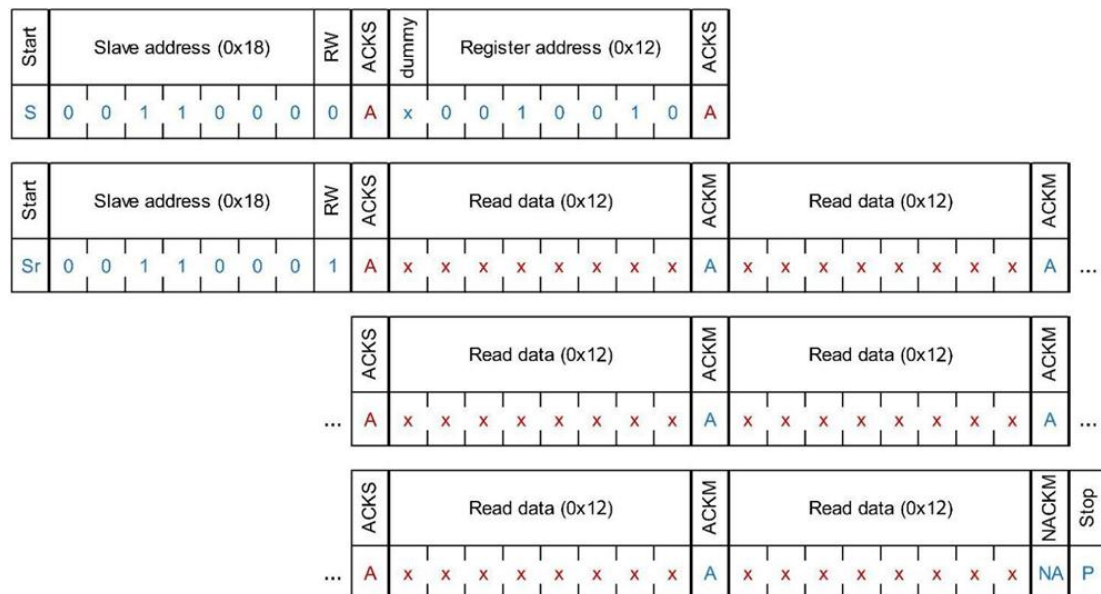 Start Slave address (0x18) RW ACKS dummy Register address (0x12) ACKS
S 0 0 1 1 0 0 0 0 A x 0 0 1 0 0 1 0 A
Start Slave address (0x18) RW ACKS Read data (0x12) ACKM Read data (0x12) ACKM
Sr 0 0 1 1 0 0 0 1 A x x x x x x x x A x x x x x x x x A ...
ACKS Read data (0x12) ACKM Read data (0x12) ACKM
... A x x x x x x x x A x x x x x x x x A ...
ACKS Read data (0x12) ACKM Read data (0x12) NACKM Stop
... A x x x x x x x x A x x x x x x x x NA P